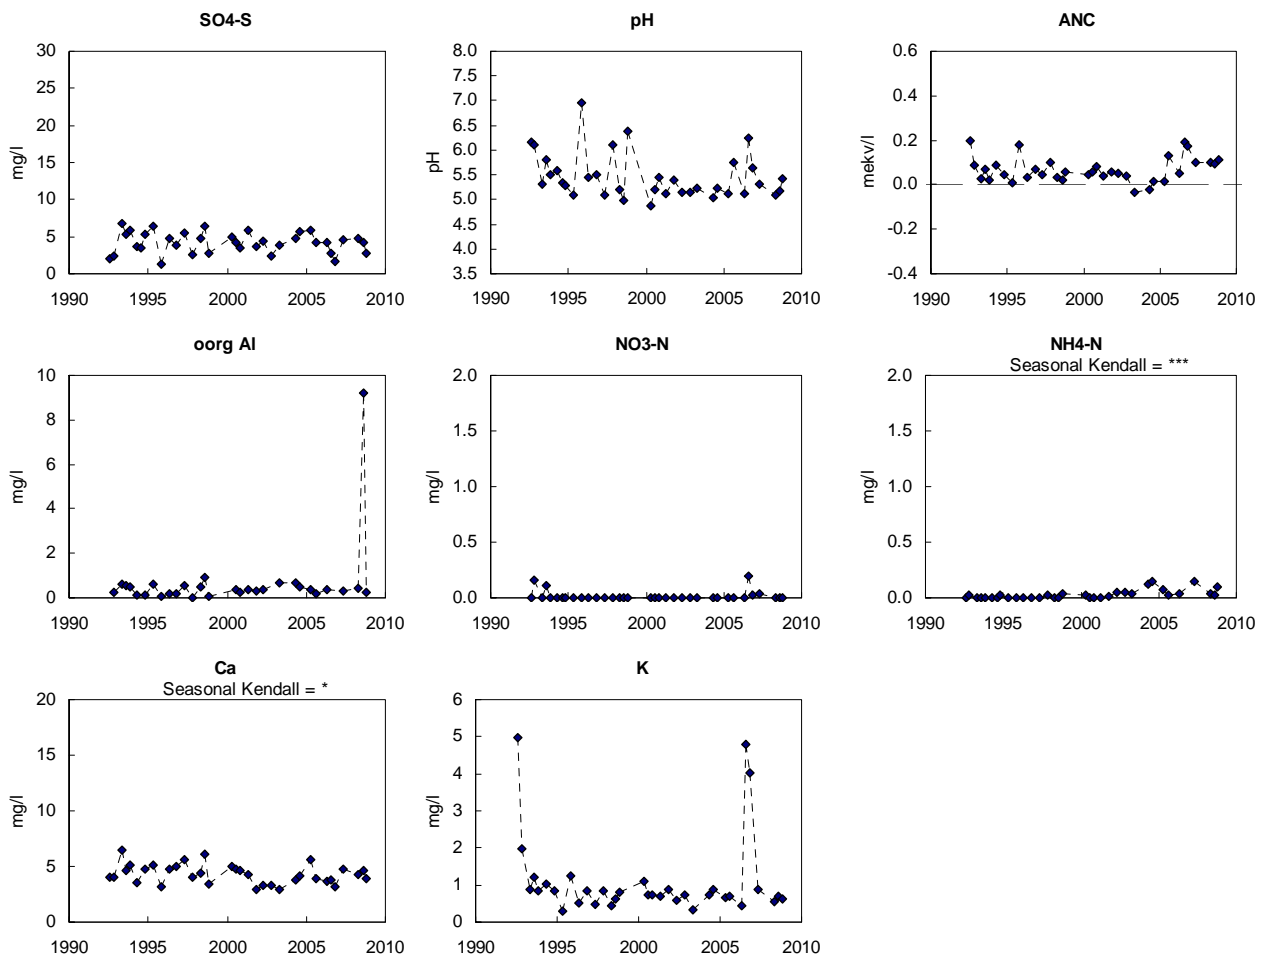 SO4-S
30
25
20
15
10
5
0
mg/l
1990 1995 2000 2005 2010
pH
8.0
7.5
7.0
6.5
6.0
5.5
5.0
4.5
4.0
3.5
pH
1990 1995 2000 2005 2010
ANC
0.6
0.4
0.2
0.0
-0.2
-0.4
mekv/l
1990 1995 2000 2005 2010
oorg Al
10
8
6
4
2
0
mg/l
1990 1995 2000 2005 2010
NO3-N
2.0
1.5
1.0
0.5
0.0
mg/l
1990 1995 2000 2005 2010
NH4-N
Seasonal Kendall = ***
2.0
1.5
1.0
0.5
0.0
mg/l
1990 1995 2000 2005 2010
Ca
Seasonal Kendall = *
20
15
10
5
0
mg/l
1990 1995 2000 2005 2010
K
6
5
4
3
2
1
0
mg/l
1990 1995 2000 2005 2010